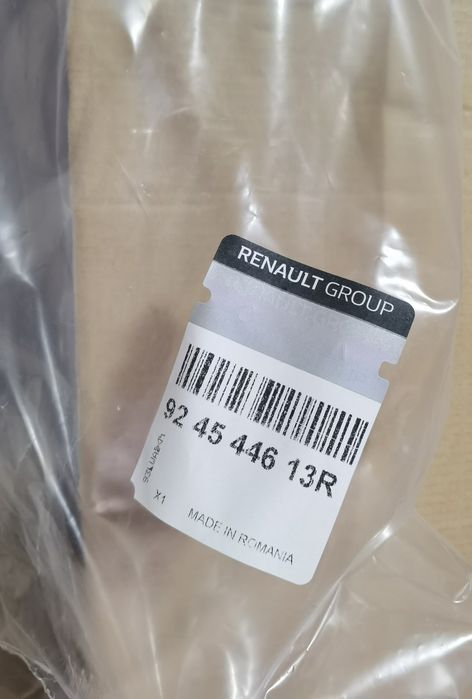 RENAULT GROUP
92 45 446 13R
X1
MADE IN ROMANIA